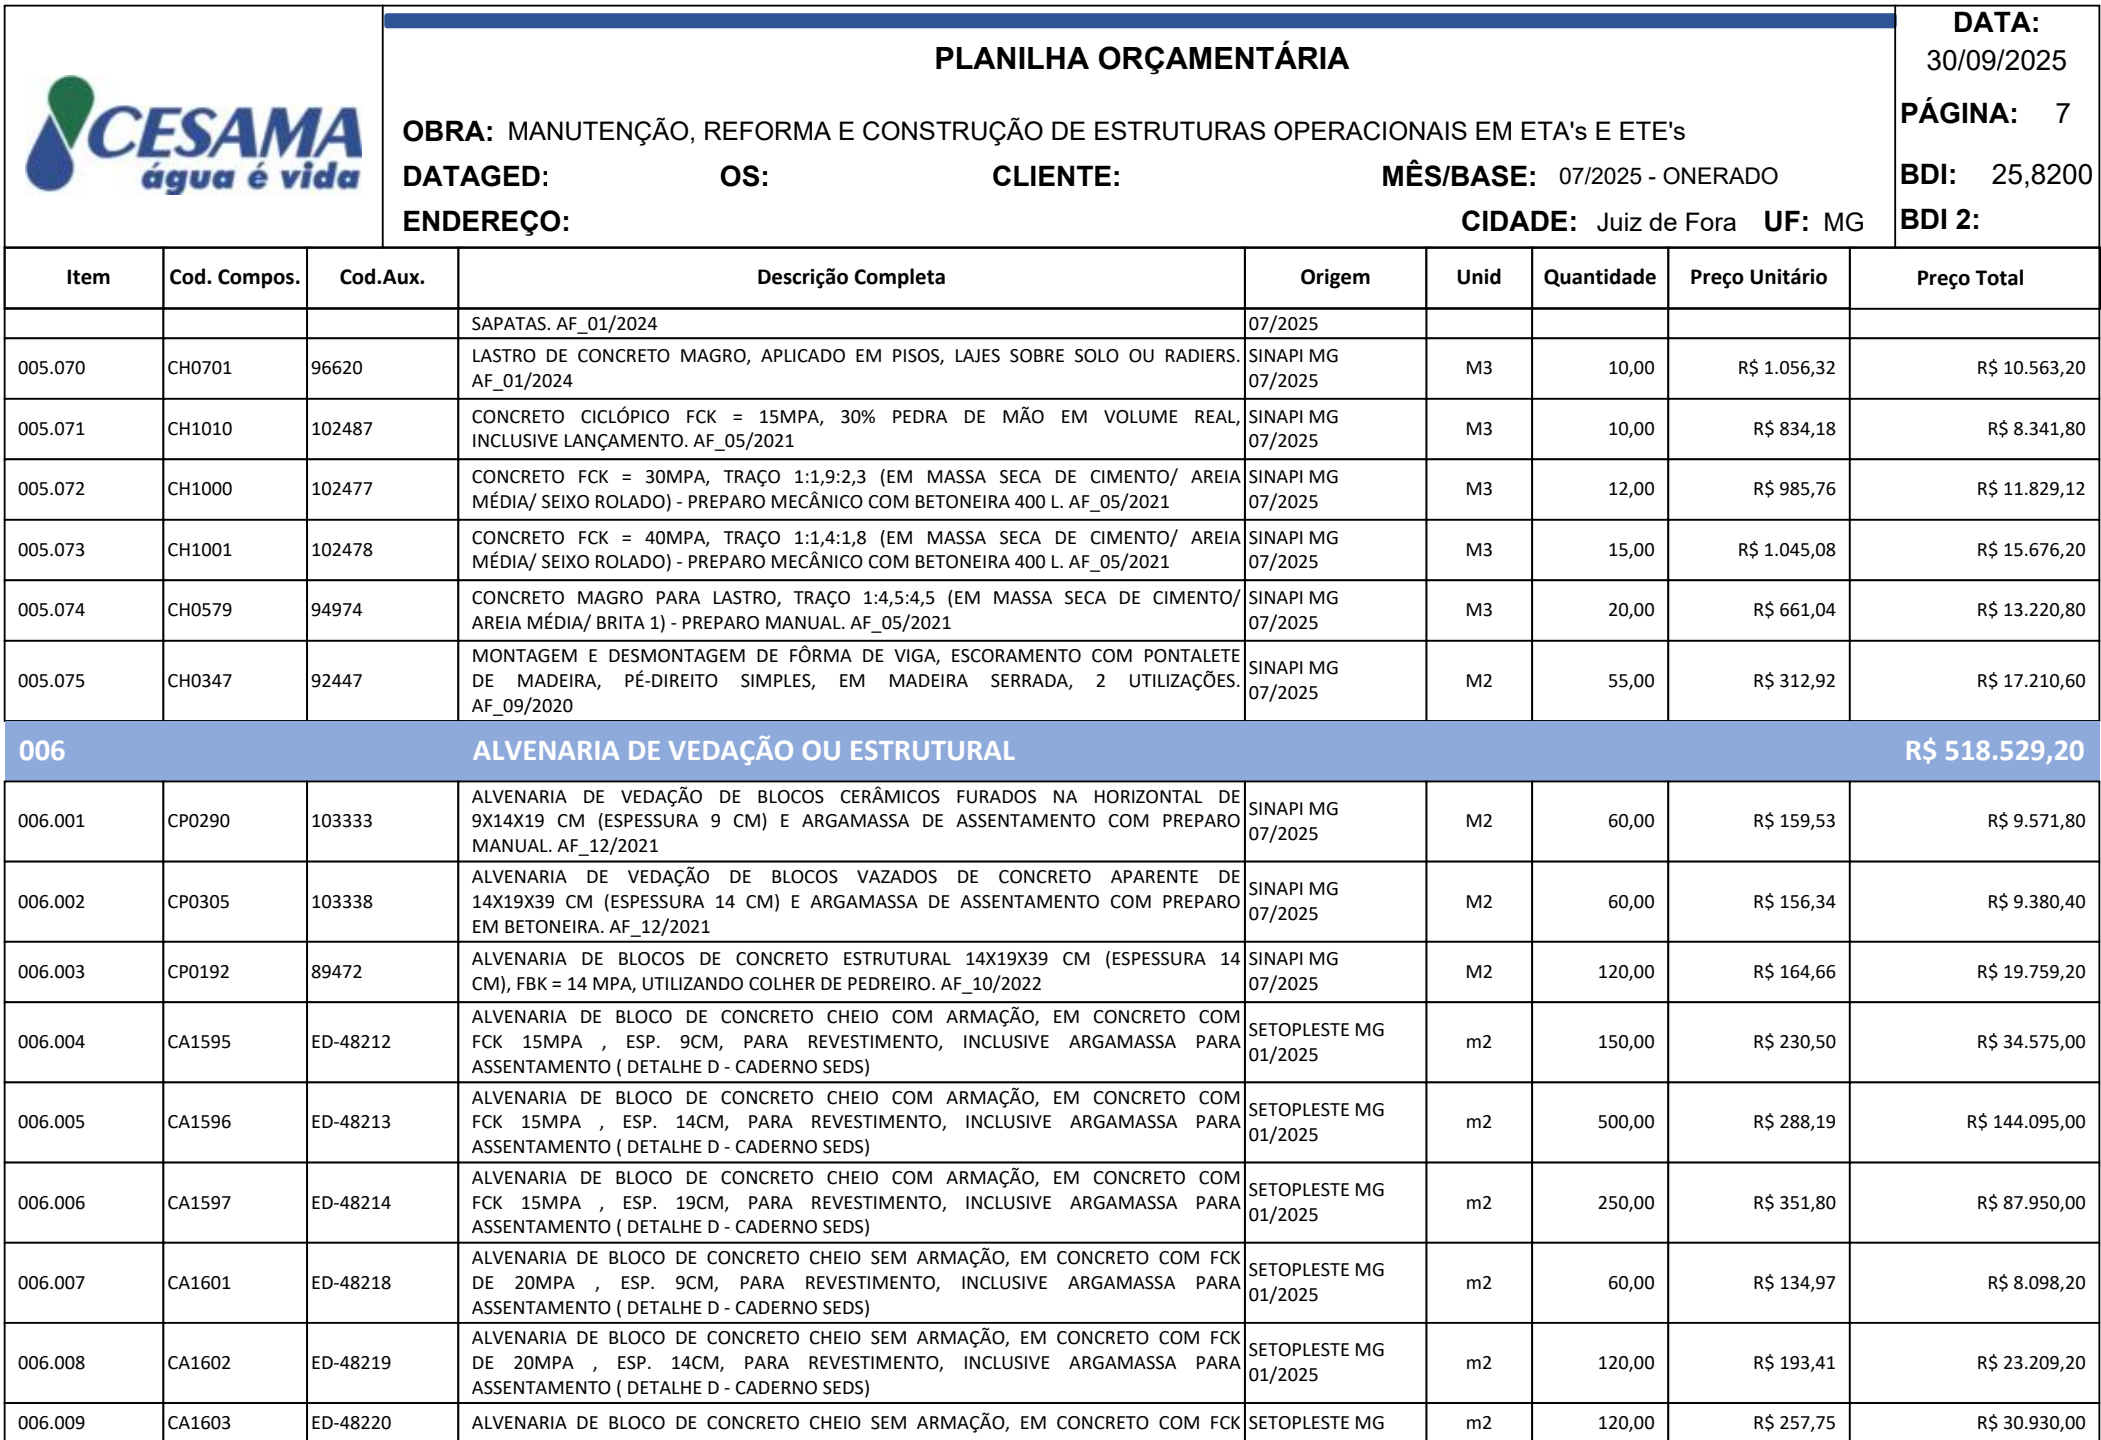 CESAMA
água é vida
PLANILHA ORÇAMENTÁRIA
OBRA: MANUTENÇÃO, REFORMA E CONSTRUÇÃO DE ESTRUTURAS OPERACIONAIS EM ETA's E ETE's
DATAGED: OS: CLIENTE: MÊS/BASE: 07/2025 - ONERADO
ENDEREÇO: CIDADE: Juiz de Fora UF: MG
DATA:
30/09/2025
PÁGINA: 7
BDI: 25,8200
BDI 2:
Item Cod. Compos. Cod.Aux. Descrição Completa Origem Unid Quantidade Preço Unitário Preço Total
SAPATAS. AF_01/2024 07/2025
005.070 CH0701 96620 LASTRO DE CONCRETO MAGRO, APLICADO EM PISOS, LAJES SOBRE SOLO OU RADIERS. SINAPI MG M3 10,00 R$ 1.056,32 R$ 10.563,20
AF_01/2024 07/2025
005.071 CH1010 102487 CONCRETO CICLÓPICO FCK = 15MPA, 30% PEDRA DE MÃO EM VOLUME REAL, SINAPI MG M3 10,00 R$ 834,18 R$ 8.341,80
INCLUSIVE LANÇAMENTO. AF_05/2021 07/2025
005.072 CH1000 102477 CONCRETO FCK = 30MPA, TRAÇO 1:1,9:2,3 (EM MASSA SECA DE CIMENTO/ AREIA SINAPI MG M3 12,00 R$ 985,76 R$ 11.829,12
MÉDIA/ SEIXO ROLADO) - PREPARO MECÂNICO COM BETONEIRA 400 L. AF_05/2021 07/2025
005.073 CH1001 102478 CONCRETO FCK = 40MPA, TRAÇO 1:1,4:1,8 (EM MASSA SECA DE CIMENTO/ AREIA SINAPI MG M3 15,00 R$ 1.045,08 R$ 15.676,20
MÉDIA/ SEIXO ROLADO) - PREPARO MECÂNICO COM BETONEIRA 400 L. AF_05/2021 07/2025
005.074 CH0579 94974 CONCRETO MAGRO PARA LASTRO, TRAÇO 1:4,5:4,5 (EM MASSA SECA DE CIMENTO/ SINAPI MG M3 20,00 R$ 661,04 R$ 13.220,80
AREIA MÉDIA/ BRITA 1) - PREPARO MANUAL. AF_05/2021 07/2025
005.075 CH0347 92447 MONTAGEM E DESMONTAGEM DE FÔRMA DE VIGA, ESCORAMENTO COM PONTALETE SINAPI MG M2 55,00 R$ 312,92 R$ 17.210,60
DE MADEIRA, PÉ-DIREITO SIMPLES, EM MADEIRA SERRADA, 2 UTILIZAÇÕES. 07/2025
AF_09/2020
006 ALVENARIA DE VEDAÇÃO OU ESTRUTURAL R$ 518.529,20
006.001 CP0290 103333 ALVENARIA DE VEDAÇÃO DE BLOCOS CERÂMICOS FURADOS NA HORIZONTAL DE SINAPI MG M2 60,00 R$ 159,53 R$ 9.571,80
9X14X19 CM (ESPESSURA 9 CM) E ARGAMASSA DE ASSENTAMENTO COM PREPARO 07/2025
MANUAL. AF_12/2021
006.002 CP0305 103338 ALVENARIA DE VEDAÇÃO DE BLOCOS VAZADOS DE CONCRETO APARENTE DE SINAPI MG M2 60,00 R$ 156,34 R$ 9.380,40
14X19X39 CM (ESPESSURA 14 CM) E ARGAMASSA DE ASSENTAMENTO COM PREPARO 07/2025
EM BETONEIRA. AF_12/2021
006.003 CP0192 89472 ALVENARIA DE BLOCOS DE CONCRETO ESTRUTURAL 14X19X39 CM (ESPESSURA 14 SINAPI MG M2 120,00 R$ 164,66 R$ 19.759,20
CM), FBK = 14 MPA, UTILIZANDO COLHER DE PEDREIRO. AF_10/2022 07/2025
006.004 CA1595 ED-48212 ALVENARIA DE BLOCO DE CONCRETO CHEIO COM ARMAÇÃO, EM CONCRETO COM SETOPLESTE MG m2 150,00 R$ 230,50 R$ 34.575,00
FCK 15MPA , ESP. 9CM, PARA REVESTIMENTO, INCLUSIVE ARGAMASSA PARA 01/2025
ASSENTAMENTO ( DETALHE D - CADERNO SEDS)
006.005 CA1596 ED-48213 ALVENARIA DE BLOCO DE CONCRETO CHEIO COM ARMAÇÃO, EM CONCRETO COM SETOPLESTE MG m2 500,00 R$ 288,19 R$ 144.095,00
FCK 15MPA , ESP. 14CM, PARA REVESTIMENTO, INCLUSIVE ARGAMASSA PARA 01/2025
ASSENTAMENTO ( DETALHE D - CADERNO SEDS)
006.006 CA1597 ED-48214 ALVENARIA DE BLOCO DE CONCRETO CHEIO COM ARMAÇÃO, EM CONCRETO COM SETOPLESTE MG m2 250,00 R$ 351,80 R$ 87.950,00
FCK 15MPA , ESP. 19CM, PARA REVESTIMENTO, INCLUSIVE ARGAMASSA PARA 01/2025
ASSENTAMENTO ( DETALHE D - CADERNO SEDS)
006.007 CA1601 ED-48218 ALVENARIA DE BLOCO DE CONCRETO CHEIO SEM ARMAÇÃO, EM CONCRETO COM FCK SETOPLESTE MG m2 60,00 R$ 134,97 R$ 8.098,20
DE 20MPA , ESP. 9CM, PARA REVESTIMENTO, INCLUSIVE ARGAMASSA PARA 01/2025
ASSENTAMENTO ( DETALHE D - CADERNO SEDS)
006.008 CA1602 ED-48219 ALVENARIA DE BLOCO DE CONCRETO CHEIO SEM ARMAÇÃO, EM CONCRETO COM FCK SETOPLESTE MG m2 120,00 R$ 193,41 R$ 23.209,20
DE 20MPA , ESP. 14CM, PARA REVESTIMENTO, INCLUSIVE ARGAMASSA PARA 01/2025
ASSENTAMENTO ( DETALHE D - CADERNO SEDS)
006.009 CA1603 ED-48220 ALVENARIA DE BLOCO DE CONCRETO CHEIO SEM ARMAÇÃO, EM CONCRETO COM FCK SETOPLESTE MG m2 120,00 R$ 257,75 R$ 30.930,00